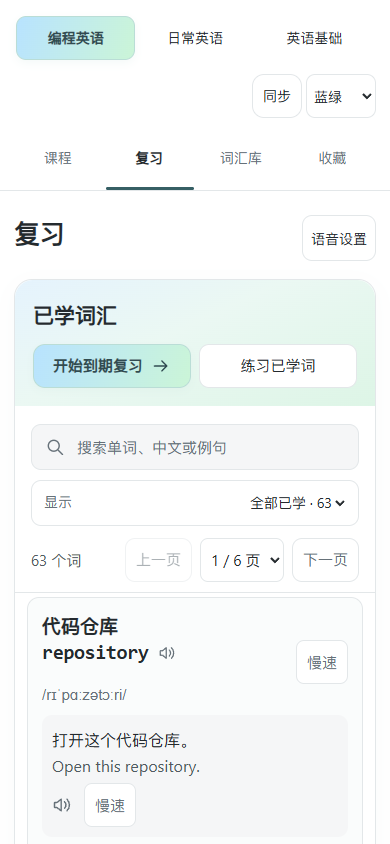 编程英语 日常英语 英语基础
同步 蓝绿
课程 复习 词汇库 收藏
复习 语音设置
已学词汇
开始到期复习 → 练习已学词
搜索单词、中文或例句
显示 全部已学 · 63
63 个词 上一页 1 / 6 页 下一页
代码仓库
repository
慢速
/rɪˈpɑːzətɔːri/
打开这个代码仓库。
Open this repository.
慢速